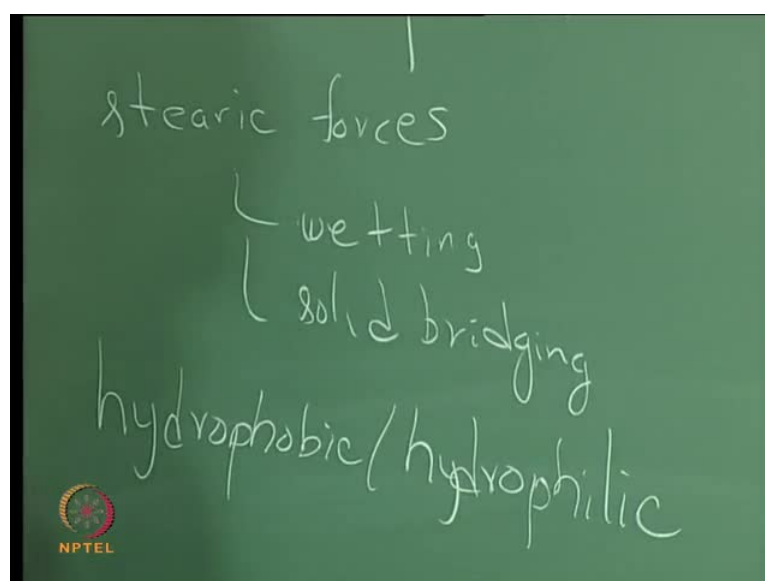 stearic forces
wetting
solid bridging
hydrophobic/hydrophilic
NPTEL